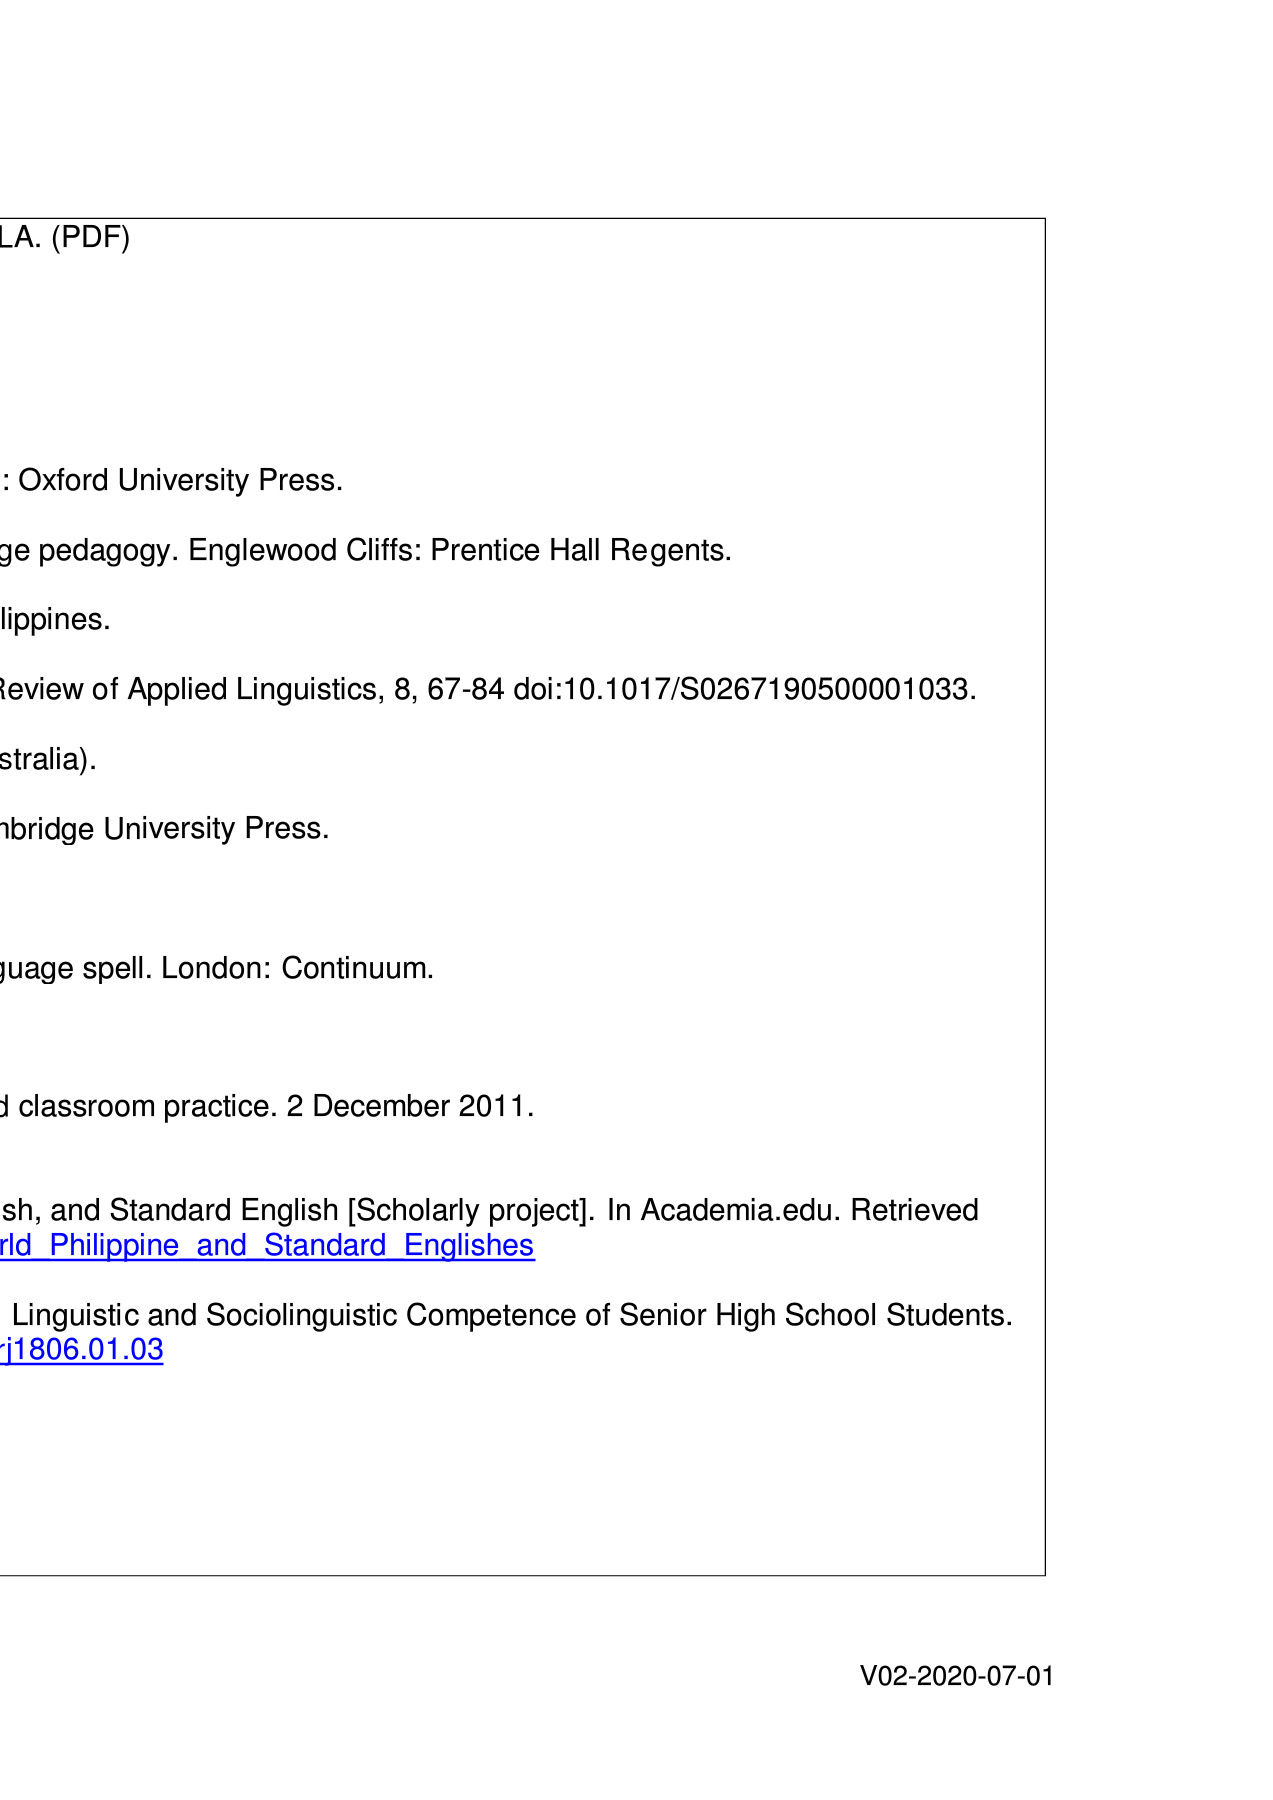 LA. (PDF)
: Oxford University Press.
ge pedagogy. Englewood Cliffs: Prentice Hall Regents.
lippines.
Review of Applied Linguistics, 8, 67-84 doi:10.1017/S0267190500001033.
stralia).
mbridge University Press.
guage spell. London: Continuum.
d classroom practice. 2 December 2011.
sh, and Standard English [Scholarly project]. In Academia.edu. Retrieved
rld_Philippine_and_Standard_Englishes
Linguistic and Sociolinguistic Competence of Senior High School Students.
rj1806.01.03
V02-2020-07-01